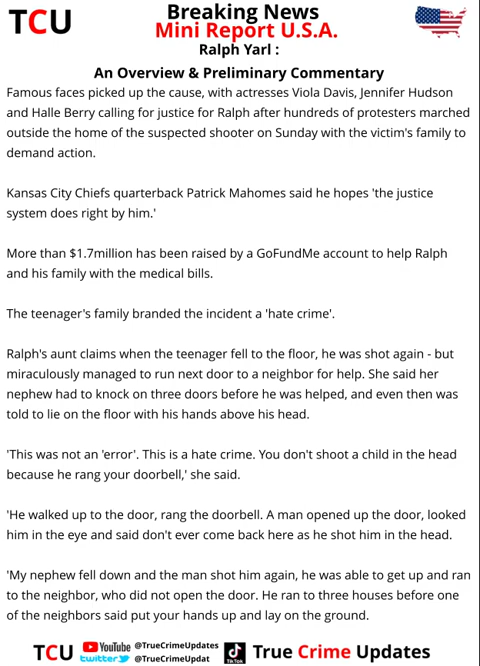 TCU
Breaking News
Mini Report U.S.A.
Ralph Yarl :
An Overview & Preliminary Commentary
Famous faces picked up the cause, with actresses Viola Davis, Jennifer Hudson
and Halle Berry calling for justice for Ralph after hundreds of protesters marched
outside the home of the suspected shooter on Sunday with the victim's family to
demand action.
Kansas City Chiefs quarterback Patrick Mahomes said he hopes 'the justice
system does right by him.'
More than $1.7million has been raised by a GoFundMe account to help Ralph
and his family with the medical bills.
The teenager's family branded the incident a 'hate crime'.
Ralph's aunt claims when the teenager fell to the floor, he was shot again - but
miraculously managed to run next door to a neighbor for help. She said her
nephew had to knock on three doors before he was helped, and even then was
told to lie on the floor with his hands above his head.
'This was not an 'error'. This is a hate crime. You don't shoot a child in the head
because he rang your doorbell,' she said.
'He walked up to the door, rang the doorbell. A man opened up the door, looked
him in the eye and said don't ever come back here as he shot him in the head.
'My nephew fell down and the man shot him again, he was able to get up and ran
to the neighbor, who did not open the door. He ran to three houses before one
of the neighbors said put your hands up and lay on the ground.
TCU
YouTube @TrueCrimeUpdates
twitter @TrueCrimeUpdat
TikTok
True Crime Updates